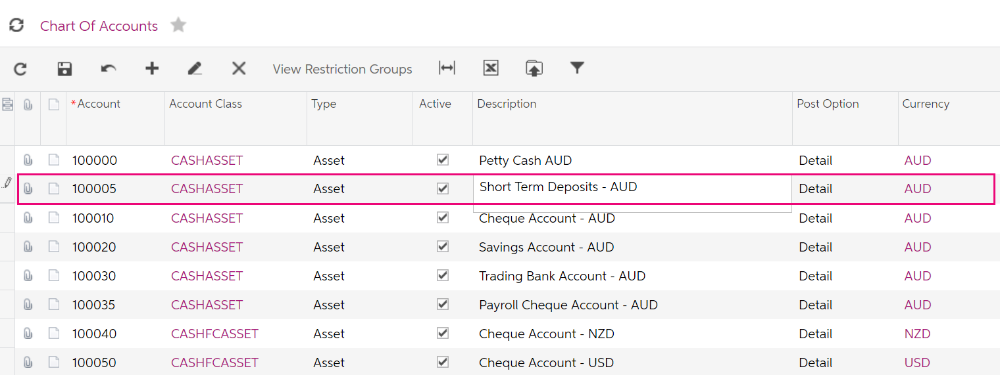 Chart Of Accounts
View Restriction Groups
*Account Account Class Type Active Description Post Option Currency
100000 CASHASSET Asset Petty Cash AUD Detail AUD
100005 CASHASSET Asset Short Term Deposits - AUD Detail AUD
100010 CASHASSET Asset Cheque Account - AUD Detail AUD
100020 CASHASSET Asset Savings Account - AUD Detail AUD
100030 CASHASSET Asset Trading Bank Account - AUD Detail AUD
100035 CASHASSET Asset Payroll Cheque Account - AUD Detail AUD
100040 CASHFCASSET Asset Cheque Account - NZD Detail NZD
100050 CASHFCASSET Asset Cheque Account - USD Detail USD